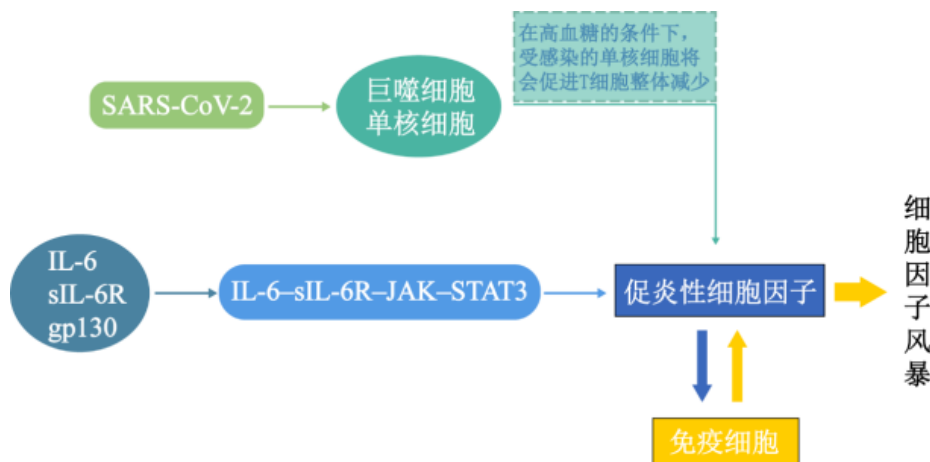 在高血糖的条件下，
受感染的单核细胞将
会促进T细胞整体减少
SARS-CoV-2
巨噬细胞
单核细胞
IL-6
sIL-6R
gp130
IL-6–sIL-6R–JAK–STAT3
促炎性细胞因子
细胞因子风暴
免疫细胞